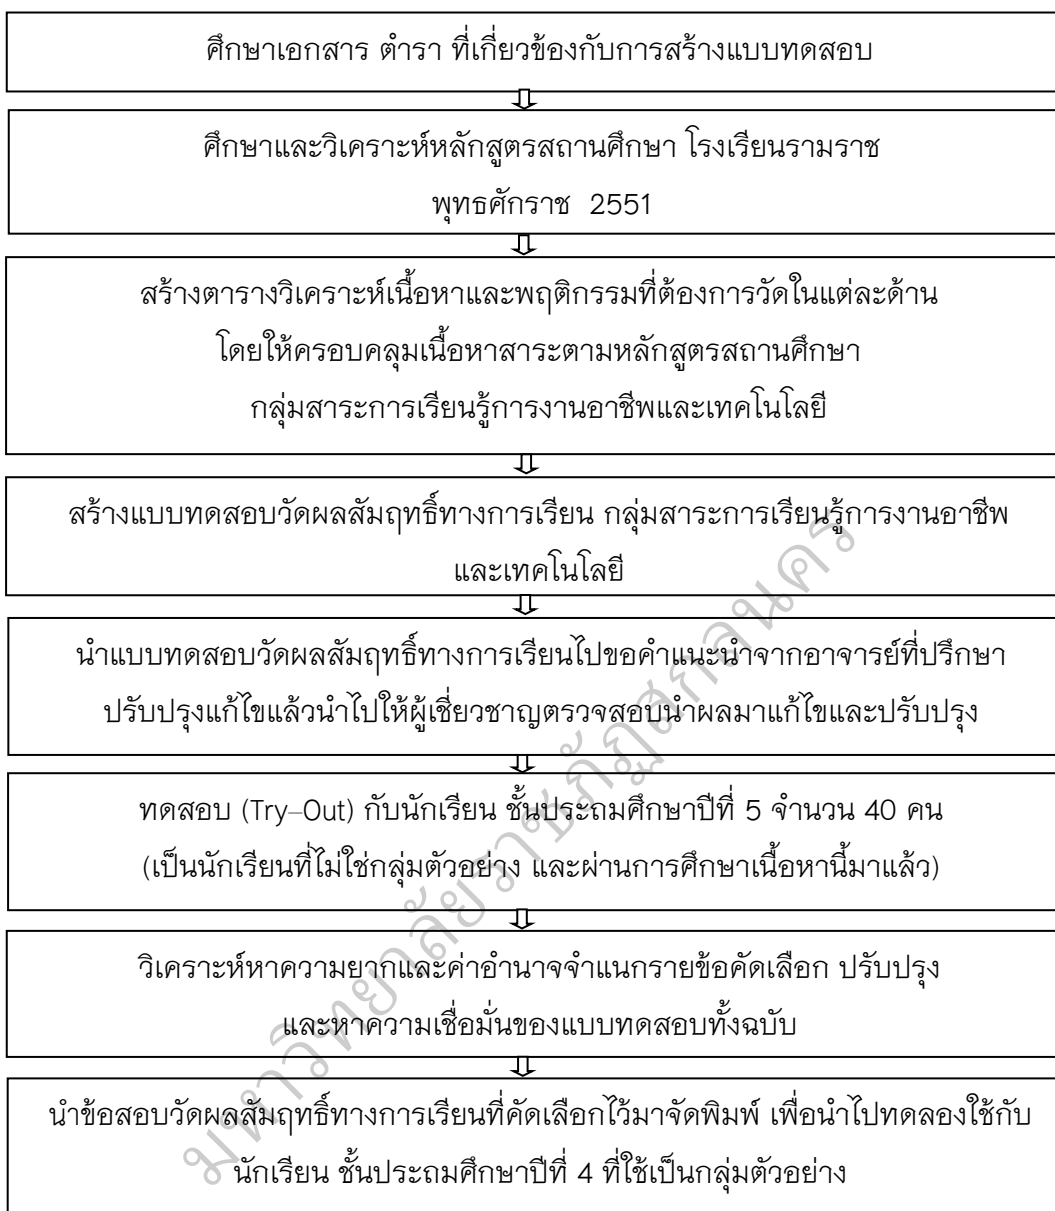 ศึกษาเอกสาร ตำรา ที่เกี่ยวข้องกับการสร้างแบบทดสอบ
ศึกษาและวิเคราะห์หลักสูตรสถานศึกษา โรงเรียนรามราช
พุทธศักราช 2551
สร้างตารางวิเคราะห์เนื้อหาและพฤติกรรมที่ต้องการวัดในแต่ละด้าน
โดยให้ครอบคลุมเนื้อหาสาระตามหลักสูตรสถานศึกษา
กลุ่มสาระการเรียนรู้การงานอาชีพและเทคโนโลยี
สร้างแบบทดสอบวัดผลสัมฤทธิ์ทางการเรียน กลุ่มสาระการเรียนรู้การงานอาชีพ
และเทคโนโลยี
นำแบบทดสอบวัดผลสัมฤทธิ์ทางการเรียนไปขอคำแนะนำจากอาจารย์ที่ปรึกษา
ปรับปรุงแก้ไขแล้วนำไปให้ผู้เชี่ยวชาญตรวจสอบนำผลมาแก้ไขและปรับปรุง
ทดสอบ (Try–Out) กับนักเรียน ชั้นประถมศึกษาปีที่ 5 จำนวน 40 คน
(เป็นนักเรียนที่ไม่ใช่กลุ่มตัวอย่าง และผ่านการศึกษาเนื้อหานี้มาแล้ว)
วิเคราะห์หาความยากและค่าอำนาจจำแนกรายข้อคัดเลือก ปรับปรุง
และหาความเชื่อมั่นของแบบทดสอบทั้งฉบับ
นำข้อสอบวัดผลสัมฤทธิ์ทางการเรียนที่คัดเลือกไว้มาจัดพิมพ์ เพื่อนำไปทดลองใช้กับ
นักเรียน ชั้นประถมศึกษาปีที่ 4 ที่ใช้เป็นกลุ่มตัวอย่าง
มหาวิทยาลัยราชภัฏสกลนคร